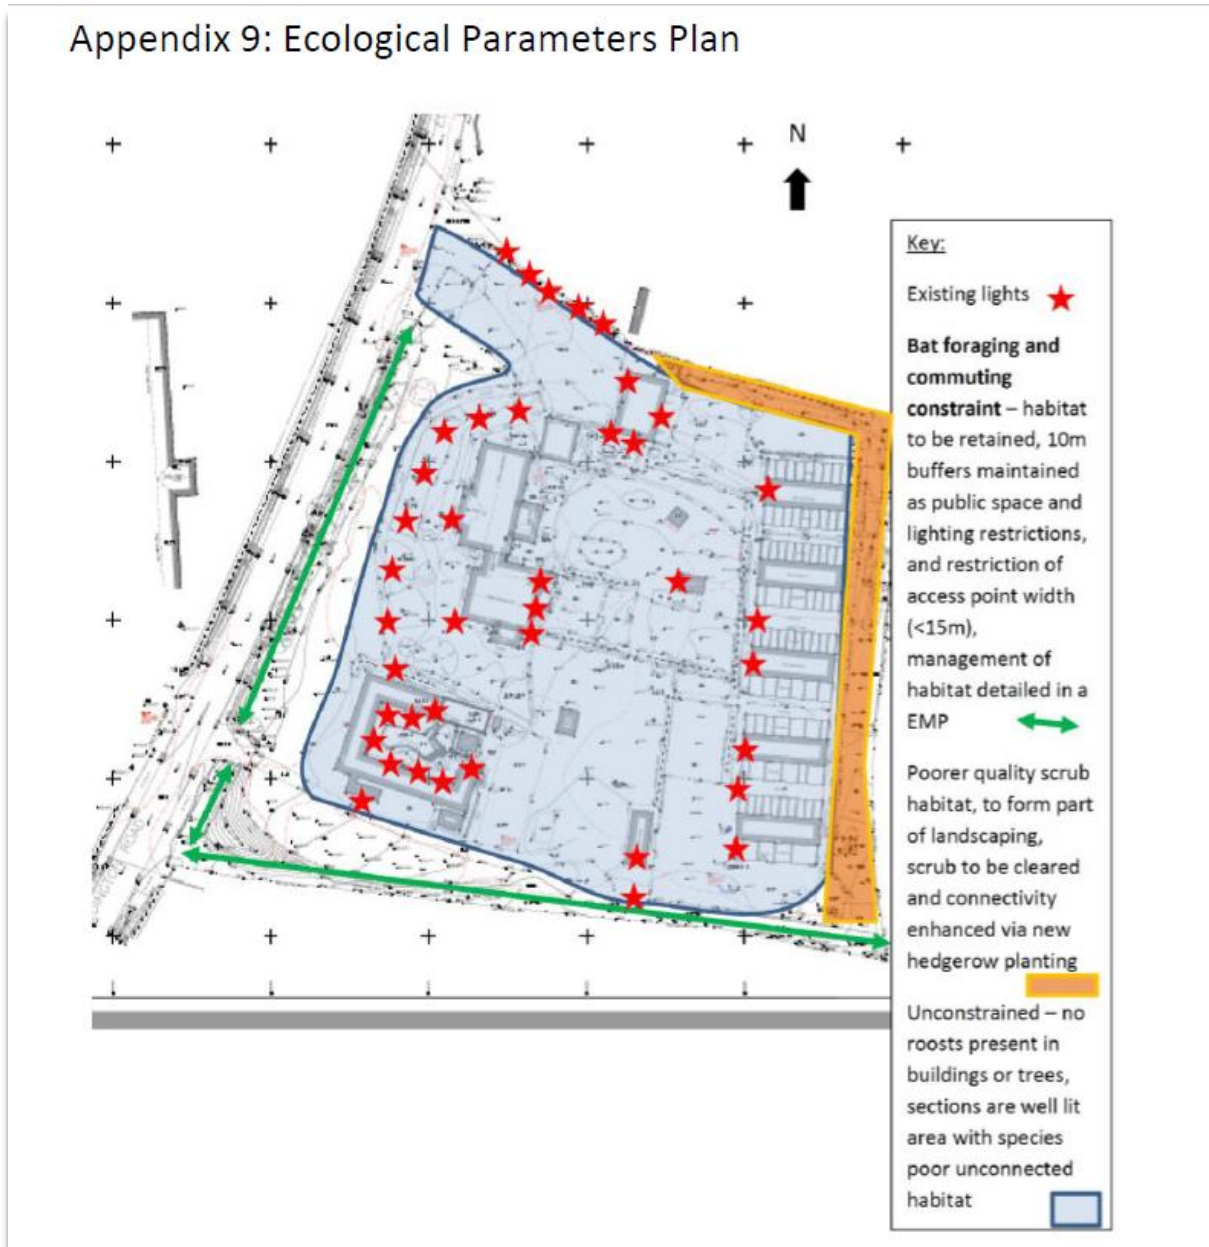 Appendix 9: Ecological Parameters Plan
N
Key:
Existing lights
Bat foraging and
commuting
constraint – habitat
to be retained, 10m
buffers maintained
as public space and
lighting restrictions,
and restriction of
access point width
(<15m),
management of
habitat detailed in a
EMP
Poorer quality scrub
habitat, to form part
of landscaping,
scrub to be cleared
and connectivity
enhanced via new
hedgerow planting
Unconstrained – no
roosts present in
buildings or trees,
sections are well lit
area with species
poor unconnected
habitat